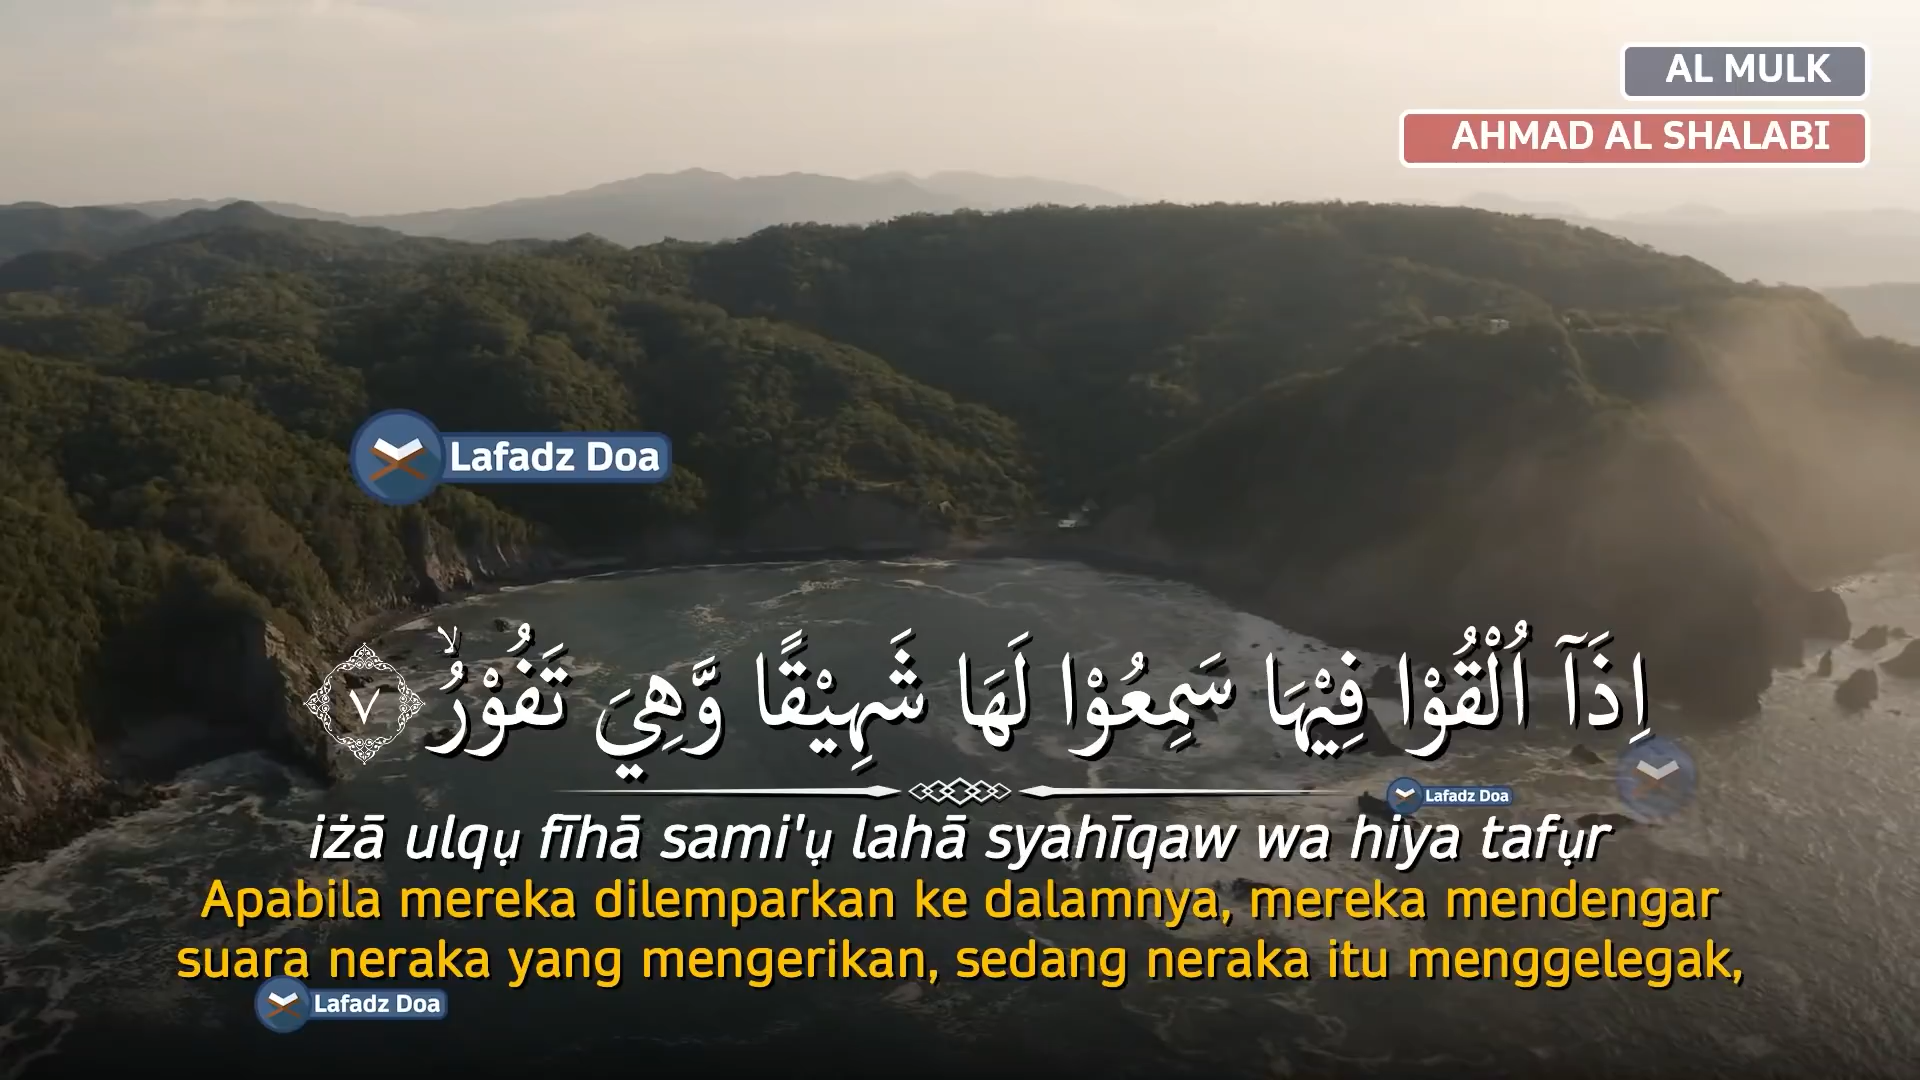 AL MULK
AHMAD AL SHALABI
Lafadz Doa
اِذَآ اُلْقُوْا فِيْهَا سَمِعُوْا لَهَا شَهِيْقًا وَّهِيَ تَفُوْرُۙ ٧
Lafadz Doa
iżā ulqụ fīhā sami'ụ lahā syahīqaw wa hiya tafụr
Apabila mereka dilemparkan ke dalamnya, mereka mendengar
suara neraka yang mengerikan, sedang neraka itu menggelegak,
Lafadz Doa